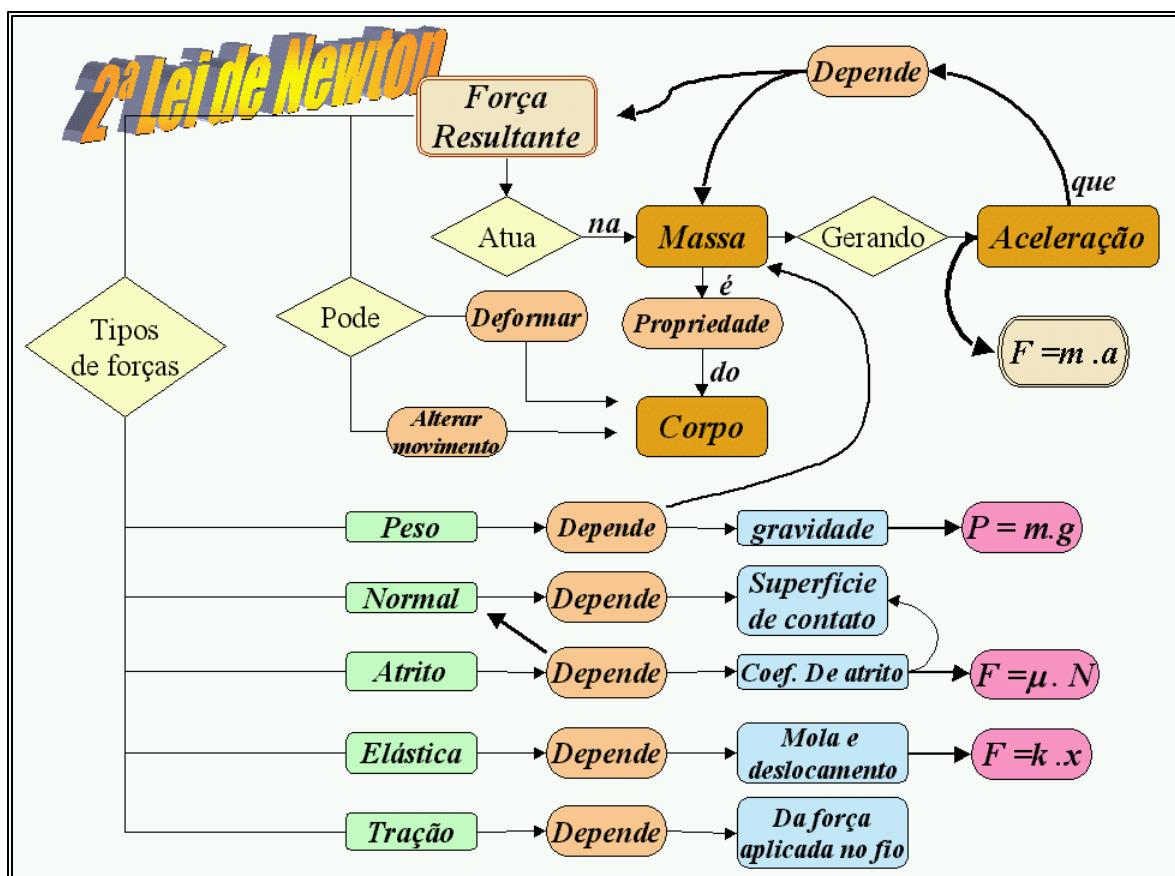 2ª Lei de Newton
Força
Resultante
Depende
que
Atua
na
Massa
Gerando
Aceleração
é
Tipos
de forças
Pode
Deformar
Propriedade
F =m .a
do
Alterar
movimento
Corpo
Peso
Depende
gravidade
P = m.g
Normal
Depende
Superfície
de contato
Atrito
Depende
Coef. De atrito
F =μ . N
Elástica
Depende
Mola e
deslocamento
F =k .x
Tração
Depende
Da força
aplicada no fio